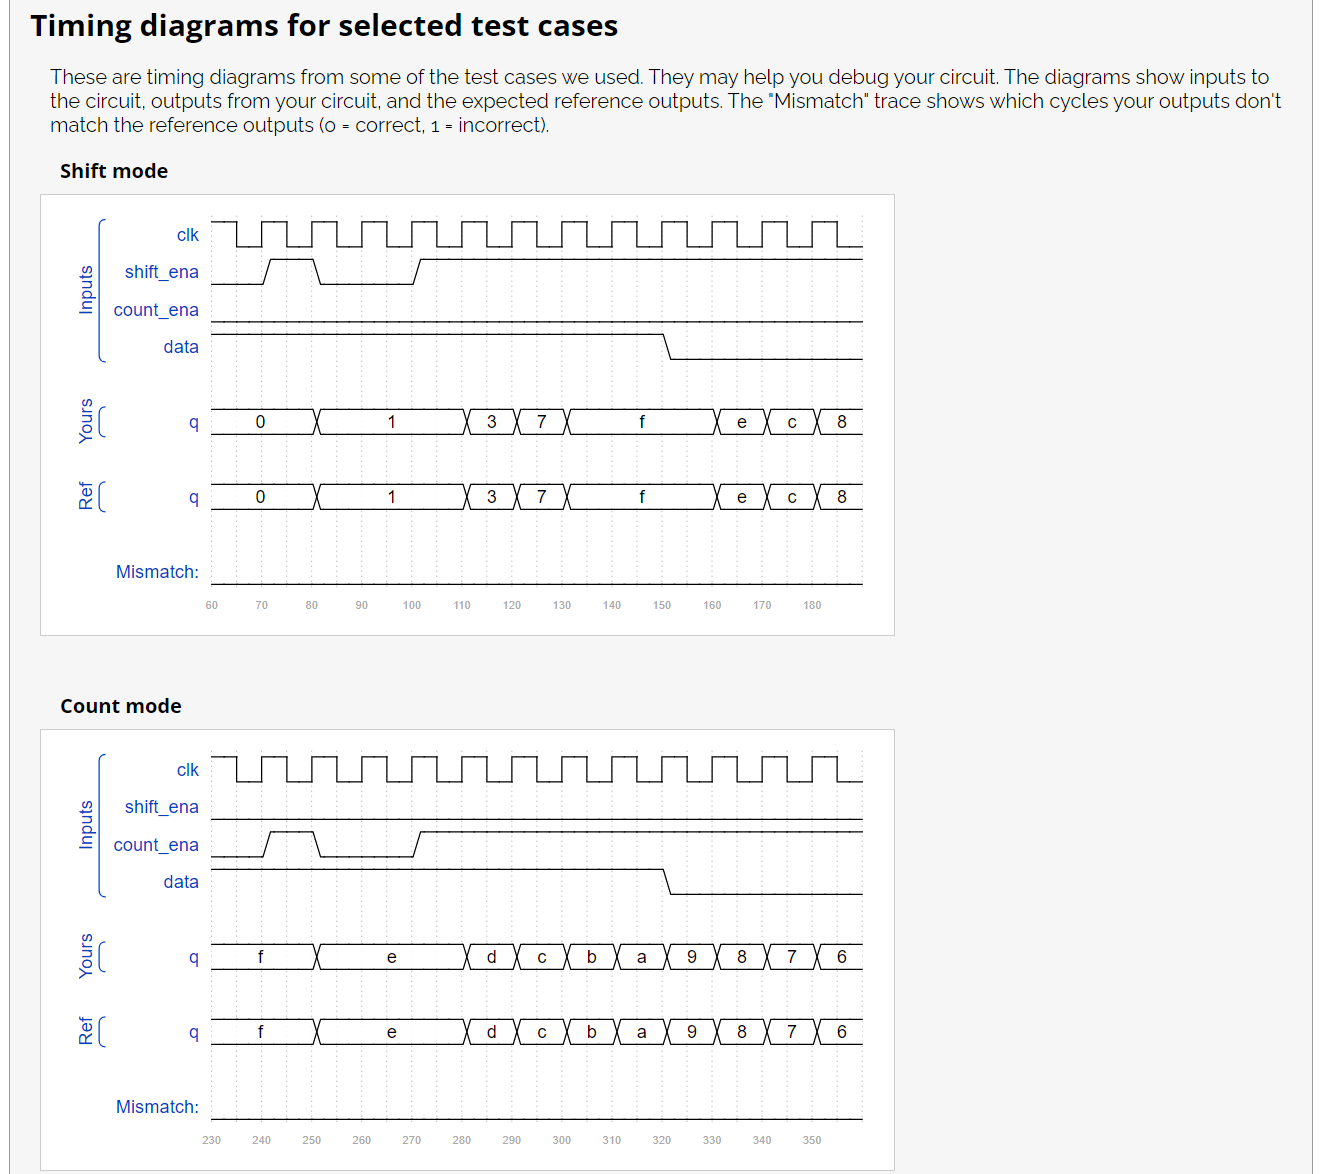 Timing diagrams for selected test cases
These are timing diagrams from some of the test cases we used. They may help you debug your circuit. The diagrams show inputs to
the circuit, outputs from your circuit, and the expected reference outputs. The "Mismatch" trace shows which cycles your outputs don't
match the reference outputs (0 = correct, 1 = incorrect).
Shift mode
Inputs
clk
shift_ena
count_ena
data
Yours
q 0 1 3 7 f e c 8
Ref
q 0 1 3 7 f e c 8
Mismatch:
60 70 80 90 100 110 120 130 140 150 160 170 180
Count mode
Inputs
clk
shift_ena
count_ena
data
Yours
q f e d c b a 9 8 7 6
Ref
q f e d c b a 9 8 7 6
Mismatch:
230 240 250 260 270 280 290 300 310 320 330 340 350